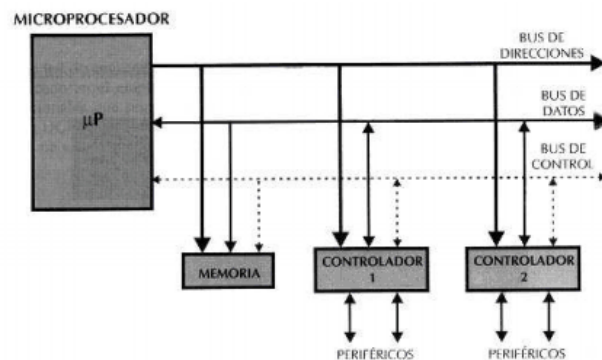 MICROPROCESADOR
µP
BUS DE
DIRECCIONES
BUS DE
DATOS
BUS DE
CONTROL
MEMORIA
CONTROLADOR
1
CONTROLADOR
2
PERIFÉRICOS
PERIFÉRICOS